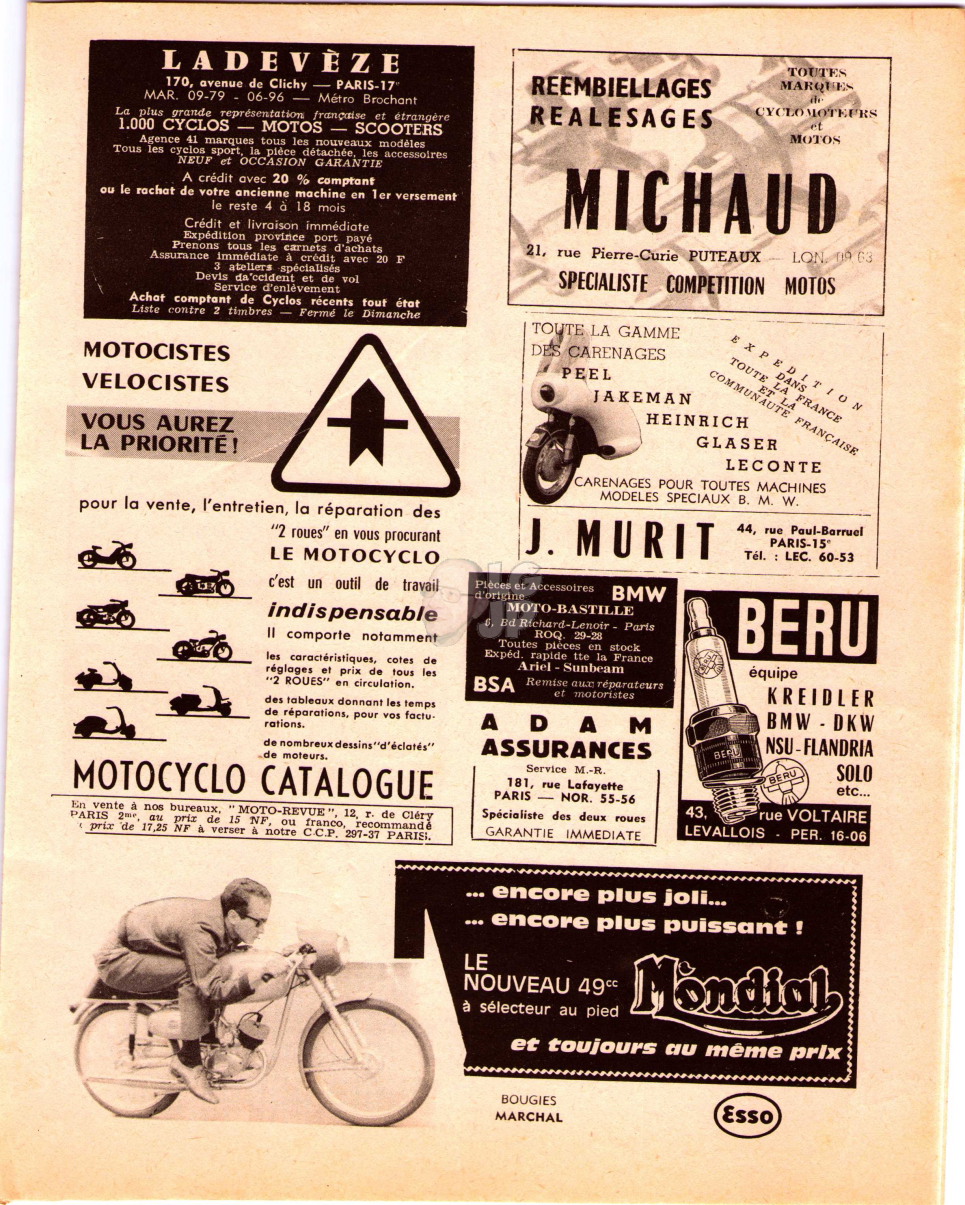 LADEVÈZE
170, avenue de Clichy — PARIS-17e
MAR. 09-79 - 06-96 — Métro Brochant
La plus grande représentation française et étrangère
1.000 CYCLOS — MOTOS — SCOOTERS
Agence 41 marques tous les nouveaux modèles
Tous les cyclos sport, la pièce détachée, les accessoires
NEUF et OCCASION GARANTIE
A crédit avec 20 % comptant
ou le rachat de votre ancienne machine en 1er versement
le reste 4 à 18 mois
Crédit et livraison immédiate
Expédition province port payé
Prenons tous les carnets d'achats
Assurance immédiate à crédit avec 20 F
3 ateliers spécialisés
Devis da'ccident et de vol
Service d'enlèvement
Achat comptant de Cyclos récents tout état
Liste contre 2 timbres — Fermé le Dimanche
REEMBIELLAGES
REALESAGES
TOUTES
MARQUES
de
CYCLOMOTEURS
et
MOTOS
MICHAUD
21, rue Pierre-Curie PUTEAUX — LON. 09 63
SPECIALISTE COMPETITION MOTOS
MOTOCISTES
VELOCISTES
VOUS AUREZ
LA PRIORITÉ !
pour la vente, l'entretien, la réparation des
"2 roues" en vous procurant
LE MOTOCYCLO
c'est un outil de travail
indispensable
Il comporte notamment
les caractéristiques, cotes de
réglages et prix de tous les
"2 ROUES" en circulation.
des tableaux donnant les temps
de réparations, pour vos factu-
rations.
de nombreux dessins "d'éclatés"
de moteurs.
MOTOCYCLO CATALOGUE
En vente à nos bureaux, "MOTO-REVUE", 12, r. de Cléry
PARIS 2me, au prix de 15 NF, ou franco, recommandé
prix de 17,25 NF à verser à notre C.C.P. 297-37 PARIS.
TOUTE LA GAMME
DES CARENAGES
PEEL
JAKEMAN
HEINRICH
GLASER
LECONTE
EXPEDITION
DANS
TOUTE LA FRANCE
ET LA
COMMUNAUTÉ FRANÇAISE
CARENAGES POUR TOUTES MACHINES
MODELES SPECIAUX B. M. W.
J. MURIT
44, rue Paul-Barruel
PARIS-15e
Tél. : LEC. 60-53
Pièces et Accessoires
d'origine BMW
MOTO-BASTILLE
8, Bd Richard-Lenoir - Paris
ROQ. 29-28
Toutes pièces en stock
Expéd. rapide tte la France
Ariel - Sunbeam
BSA Remise aux réparateurs
et motoristes
ADAM
ASSURANCES
Service M.-R.
181, rue Lafayette
PARIS — NOR. 55-56
Spécialiste des deux roues
GARANTIE IMMEDIATE
BERU
équipe
KREIDLER
BMW - DKW
NSU-FLANDRIA
SOLO
etc...
BERU
BERU
43, rue VOLTAIRE
LEVALLOIS - PER. 16-06
... encore plus joli...
... encore plus puissant !
LE
NOUVEAU 49cc
à sélecteur au pied
Mondial
et toujours au même prix
BOUGIES
MARCHAL
Esso